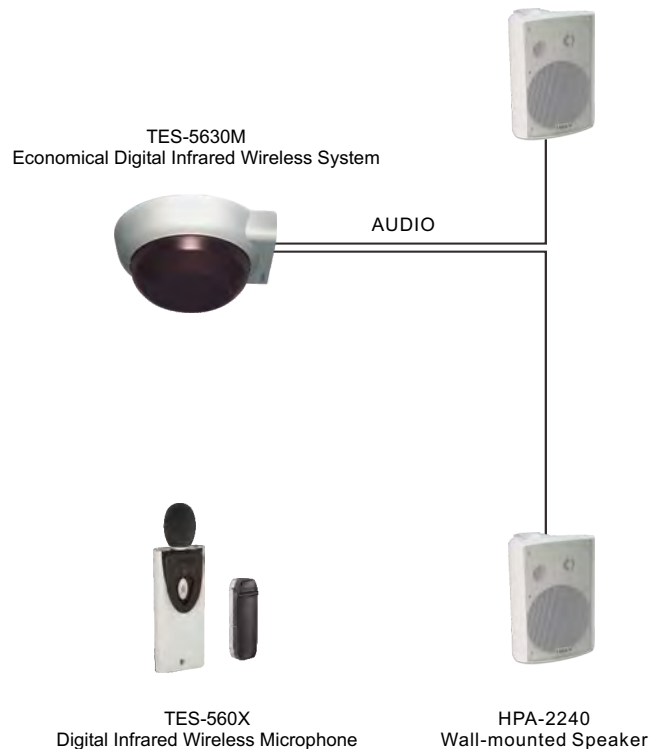 TES-5630M
Economical Digital Infrared Wireless System
AUDIO
TES-560X
Digital Infrared Wireless Microphone
HPA-2240
Wall-mounted Speaker